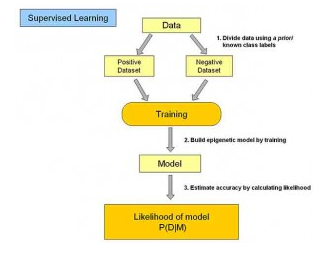 Supervised Learning
Data
1. Divide data using a priori
known class labels
Positive
Dataset
Negative
Dataset
Training
2. Build epigenetic model by training
Model
3. Estimate accuracy by calculating likelihood
Likelihood of model
P(D|M)